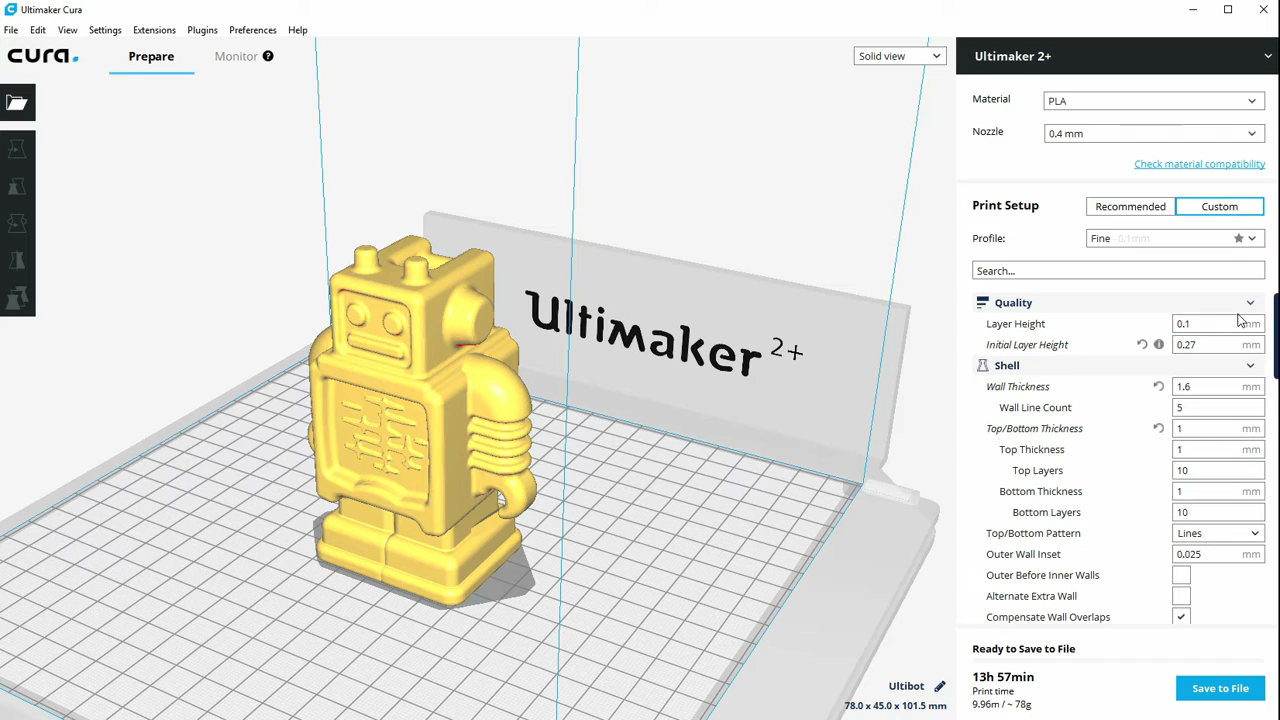 Ultimaker Cura
File Edit View Settings Extensions Plugins Preferences Help
cura.
Prepare
Monitor ?
Solid view
Ultimaker 2+
Ultimaker 2+
Material PLA
Nozzle 0.4 mm
Check material compatibility
Print Setup Recommended Custom
Profile: Fine - 0.1mm
Search...
Quality
Layer Height 0.1 mm
Initial Layer Height 0.27 mm
Shell
Wall Thickness 1.6 mm
Wall Line Count 5
Top/Bottom Thickness 1 mm
Top Thickness 1 mm
Top Layers 10
Bottom Thickness 1 mm
Bottom Layers 10
Top/Bottom Pattern Lines
Outer Wall Inset 0.025 mm
Outer Before Inner Walls
Alternate Extra Wall
Compensate Wall Overlaps
Ready to Save to File
13h 57min
Print time
9.96m / ~ 78g
Save to File
Ultibot
78.0 x 45.0 x 101.5 mm